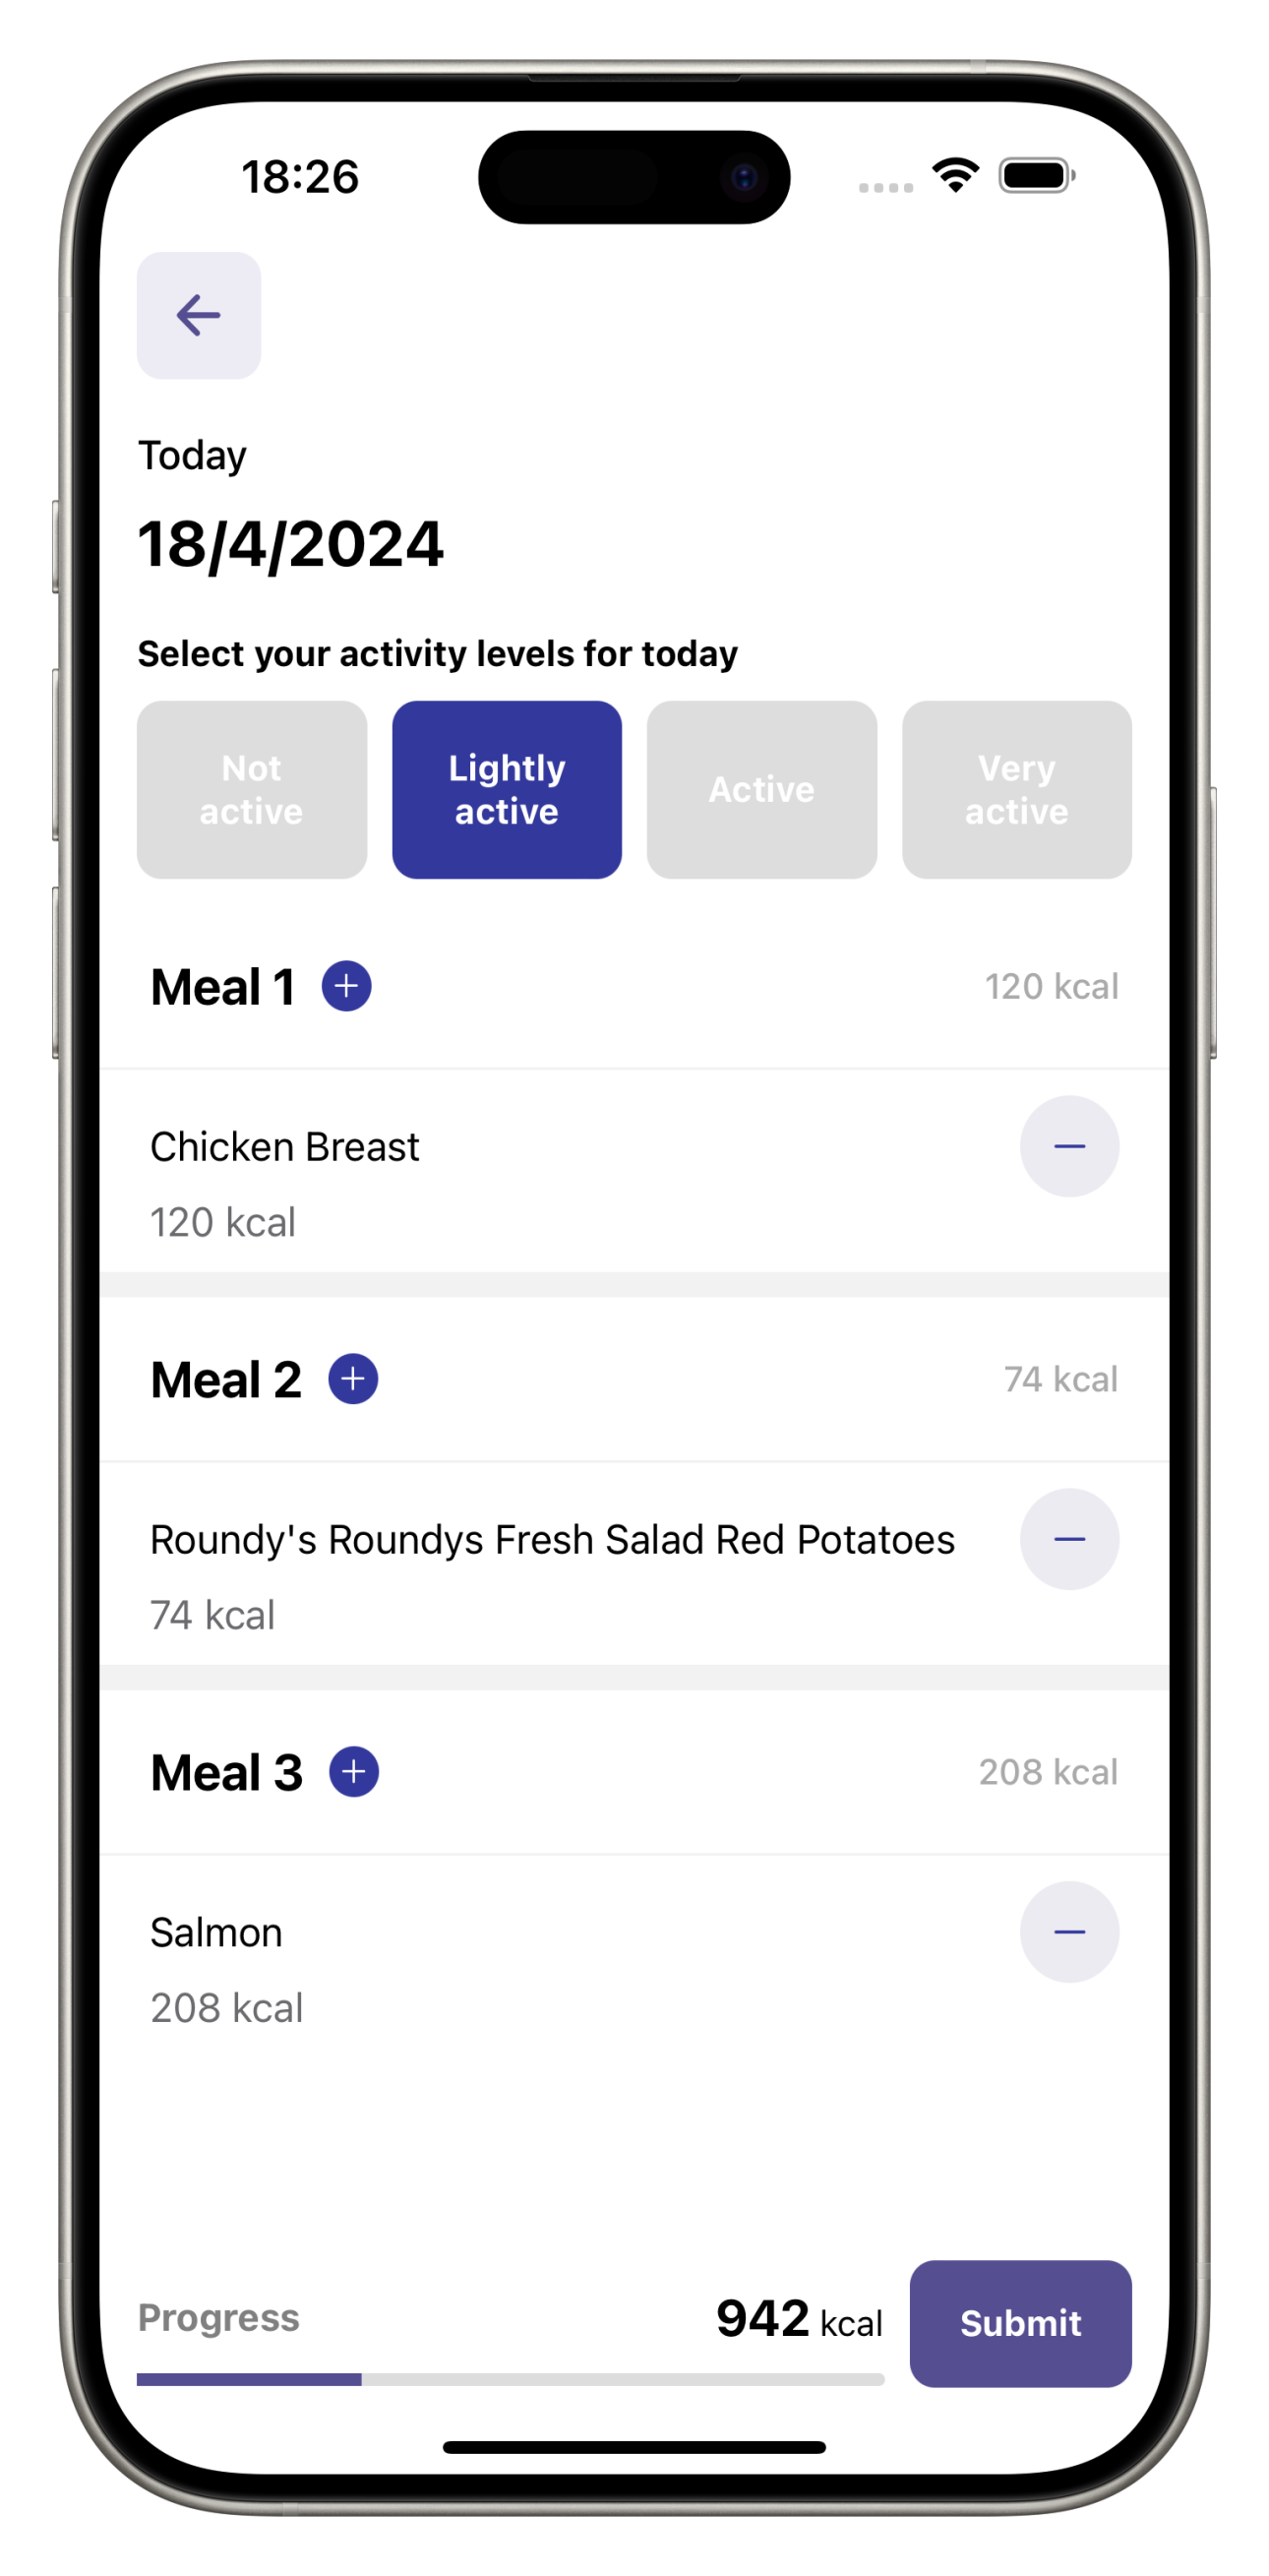 18:26
Today
18/4/2024
Select your activity levels for today
Not
active
Lightly
active
Active
Very
active
Meal 1
120 kcal
Chicken Breast
120 kcal
Meal 2
74 kcal
Roundy's Roundys Fresh Salad Red Potatoes
74 kcal
Meal 3
208 kcal
Salmon
208 kcal
Progress
942 kcal
Submit